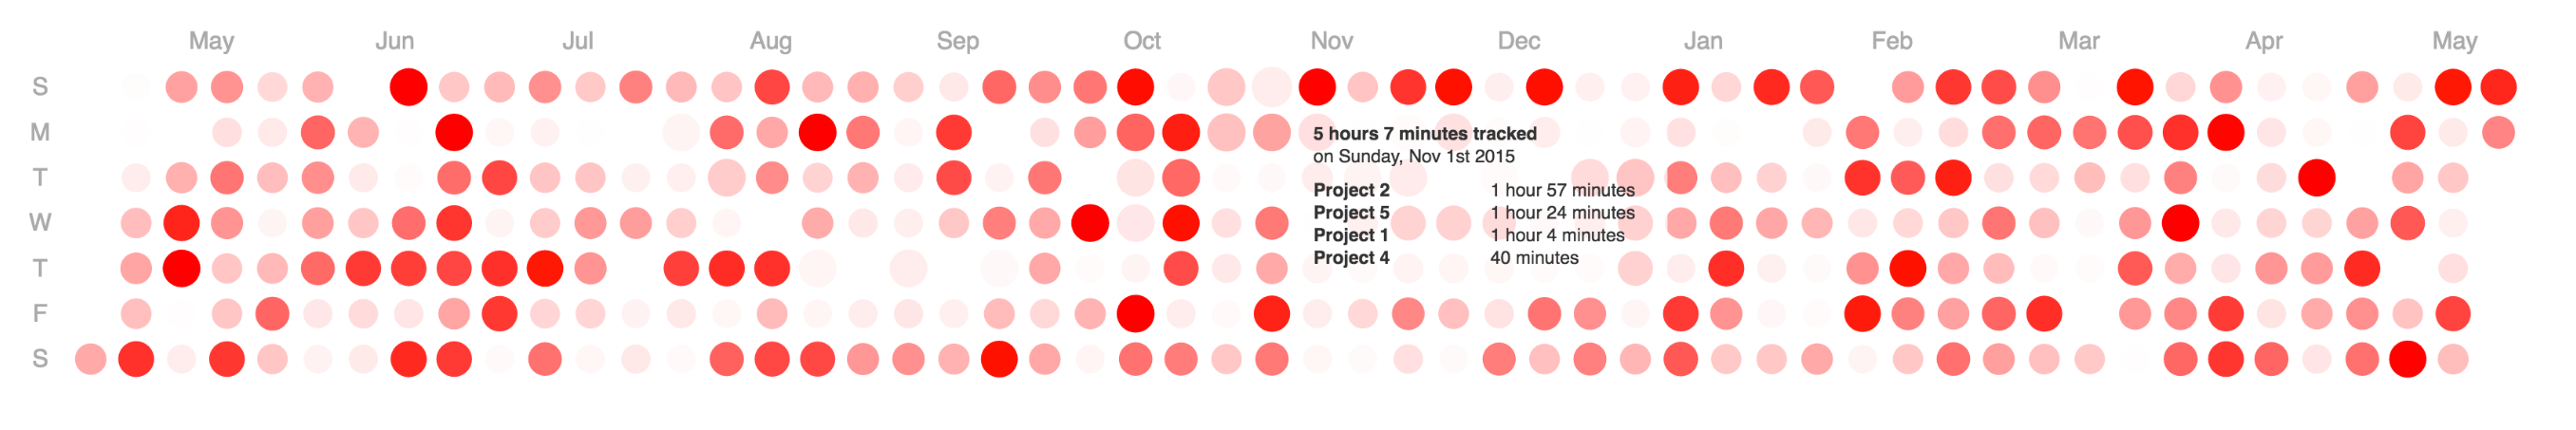 May Jun Jul Aug Sep Oct Nov Dec Jan Feb Mar Apr May
S
M
5 hours 7 minutes tracked
on Sunday, Nov 1st 2015
T
Project 2 1 hour 57 minutes
W
Project 5 1 hour 24 minutes
Project 1 1 hour 4 minutes
T
Project 4 40 minutes
F
S